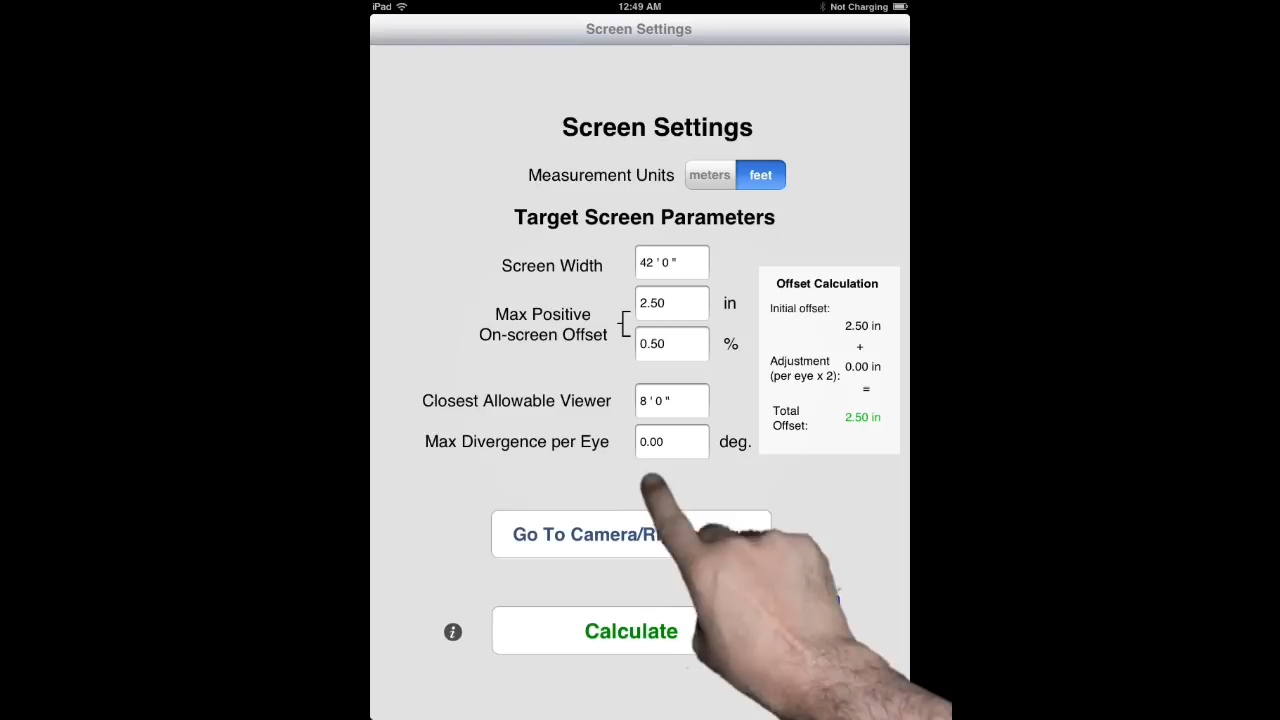 iPad
12:49 AM
Not Charging
Screen Settings
Screen Settings
Measurement Units
meters
feet
Target Screen Parameters
Screen Width
42 ' 0 "
Max Positive
On-screen Offset
2.50
in
0.50
%
Closest Allowable Viewer
8 ' 0 "
Max Divergence per Eye
0.00
deg.
Offset Calculation
Initial offset:
2.50 in
+
Adjustment
(per eye x 2):
0.00 in
=
Total
Offset:
2.50 in
Go To Camera/
Calculate
i